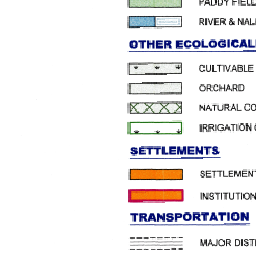 PADDY FIELD
RIVER & NAL
OTHER ECOLOGICAL
CULTIVABLE
ORCHARD
NATURAL CO
IRRIGATION
SETTLEMENTS
SETTLEMENT
INSTITUTION
TRANSPORTATION
MAJOR DIST